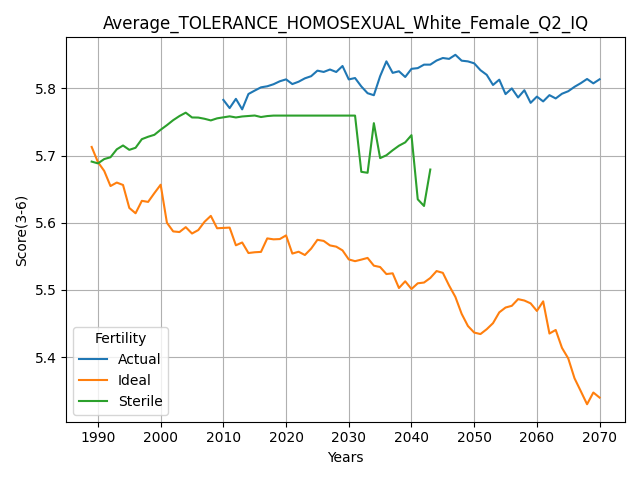 Average_TOLERANCE_HOMOSEXUAL_White_Female_Q2_IQ
Score(3-6)
5.8
5.7
5.6
5.5
5.4
Fertility
Actual
Ideal
Sterile
1990 2000 2010 2020 2030 2040 2050 2060 2070
Years